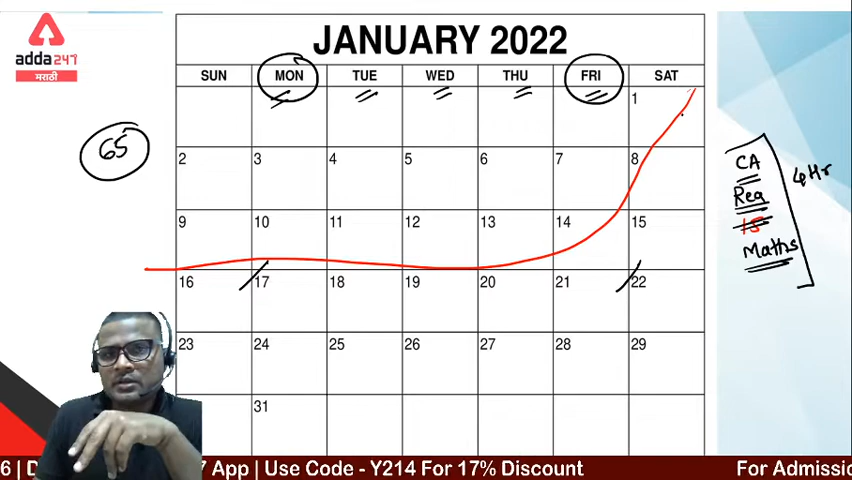 adda247
मराठी
JANUARY 2022
SUN MON TUE WED THU FRI SAT
1
2 3 4 5 6 7 8
9 10 11 12 13 14 15
16 17 18 19 20 21 22
23 24 25 26 27 28 29
31
65
CA
Rea
15
Maths
4Hr
6 | D
7 App | Use Code - Y214 For 17% Discount
For Admissio